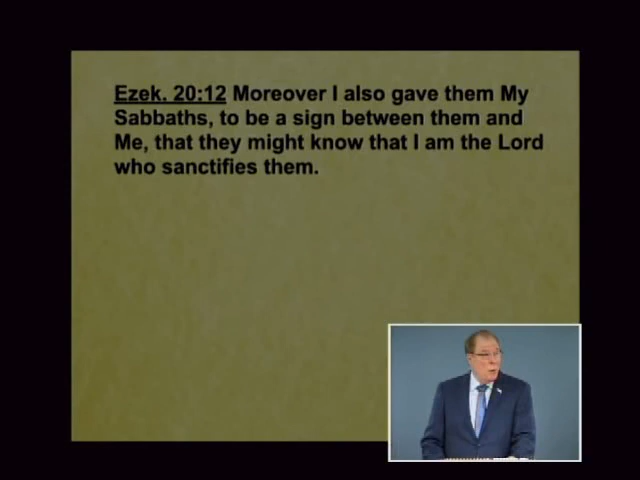 Ezek. 20:12 Moreover I also gave them My
Sabbaths, to be a sign between them and
Me, that they might know that I am the Lord
who sanctifies them.